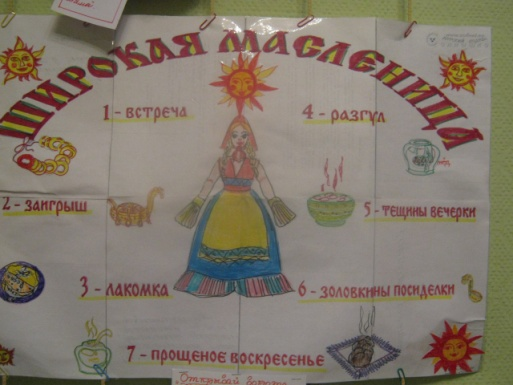 ШИРОКАЯ МАСЛЕНИЦА
1 - ВСТРЕЧА
4 - РАЗГУЛ
2 - ЗАИГРЫШ
5 - ТЕЩИНЫ ВЕЧЕРКИ
3 - ЛАКОМКА
6 - ЗОЛОВКИНЫ ПОСИДЕЛКИ
7 - ПРОЩЕНОЕ ВОСКРЕСЕНЬЕ